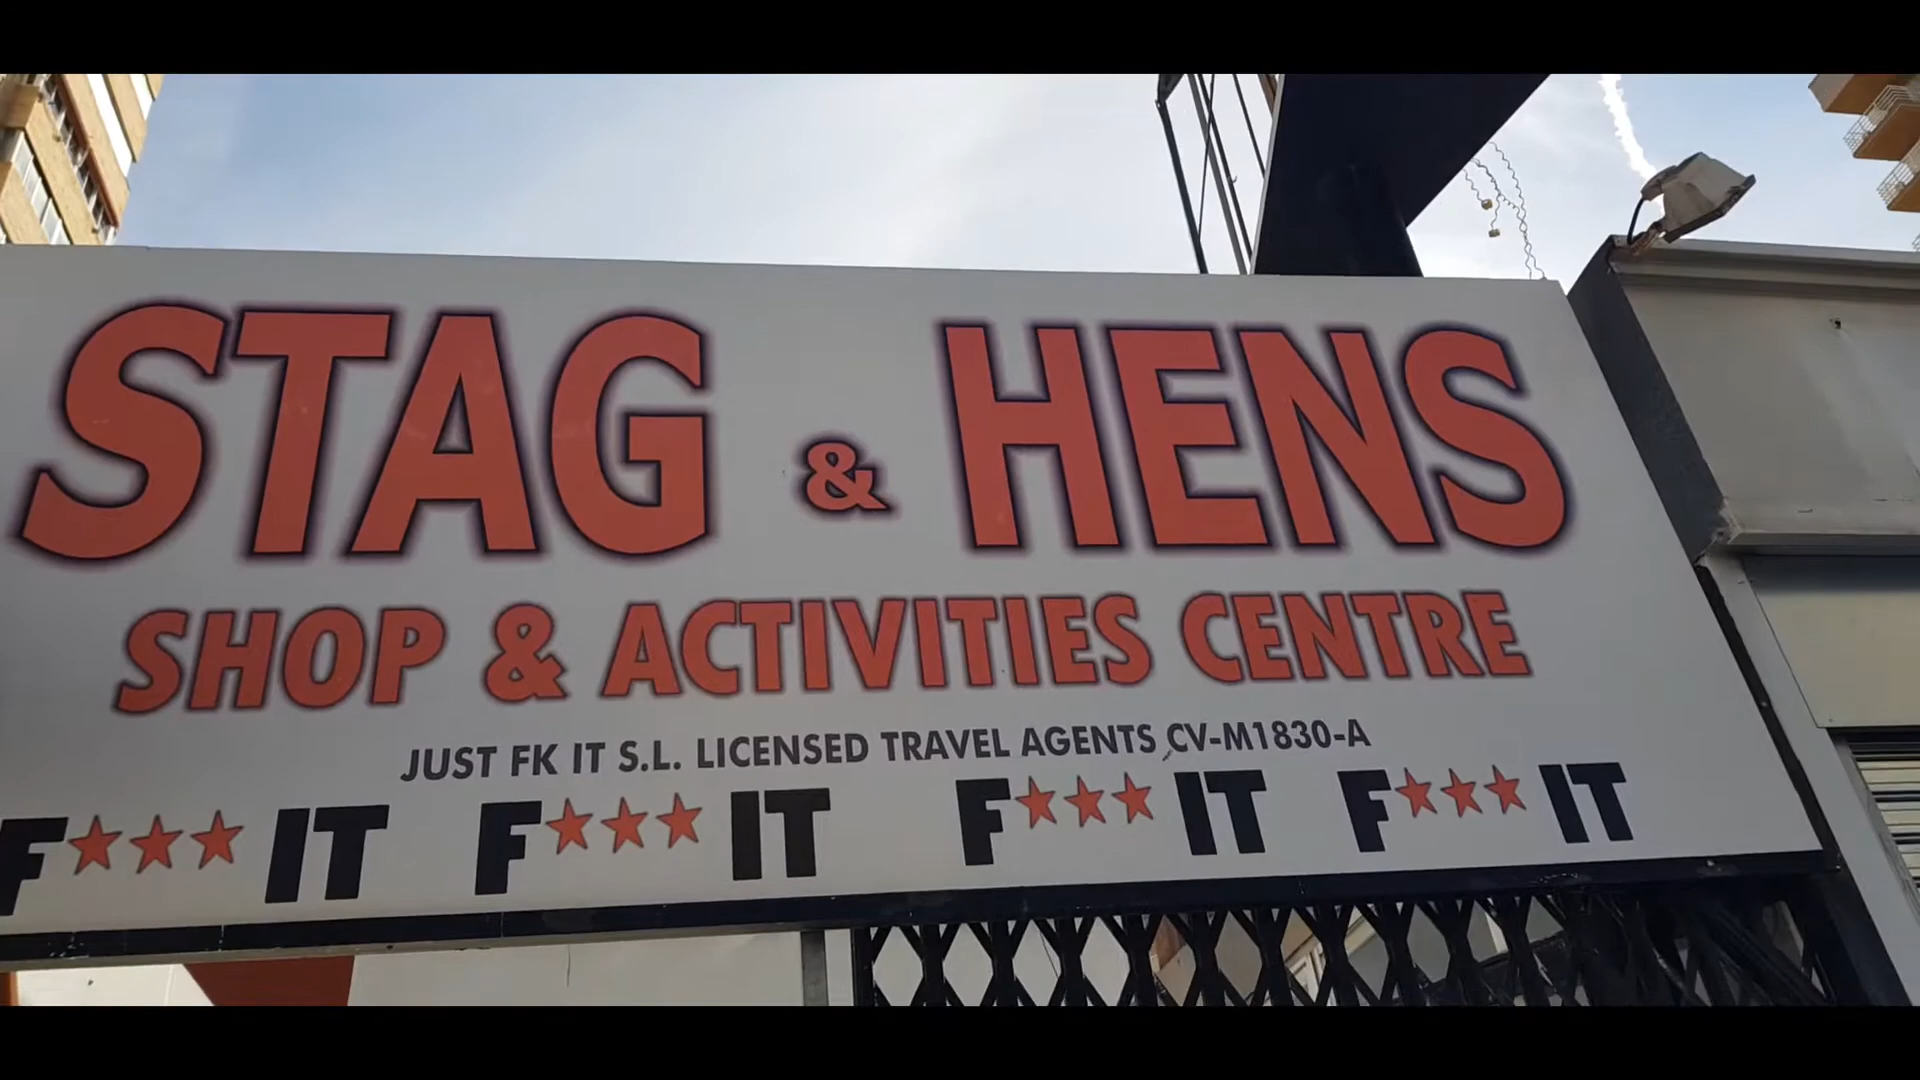 STAG & HENS
SHOP & ACTIVITIES CENTRE
JUST FK IT S.L. LICENSED TRAVEL AGENTS CV-M1830-A
F★★★IT F★★★IT F★★★IT F★★★IT